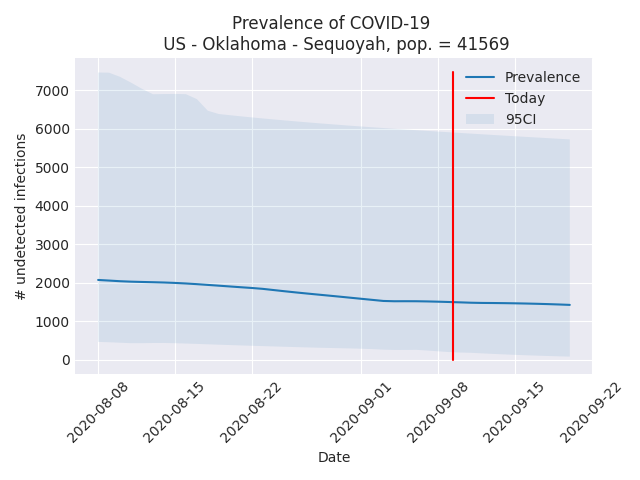 Prevalence of COVID-19
US - Oklahoma - Sequoyah, pop. = 41569
Prevalence
Today
95CI
7000
6000
5000
4000
3000
2000
1000
0
# undetected infections
2020-08-08
2020-08-15
2020-08-22
2020-09-01
2020-09-08
2020-09-15
2020-09-22
Date